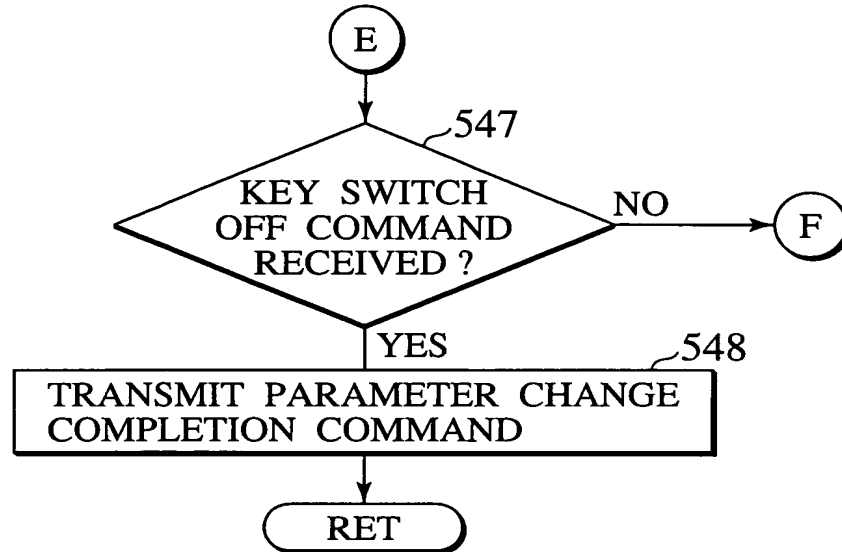 E
547
KEY SWITCH
OFF COMMAND
RECEIVED ?
NO
F
YES
548
TRANSMIT PARAMETER CHANGE
COMPLETION COMMAND
RET